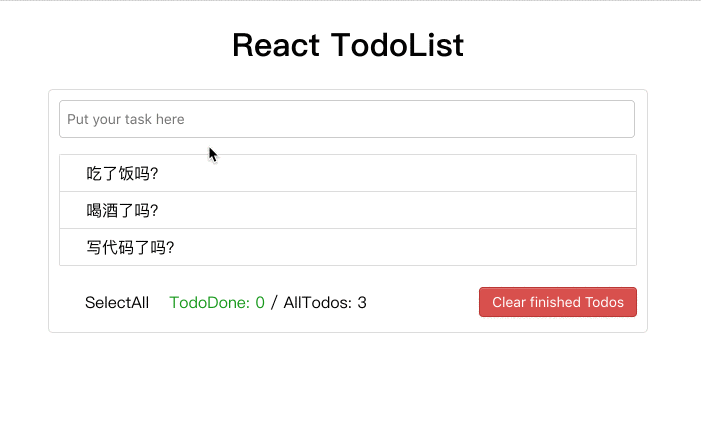 React TodoList
Put your task here
吃了饭吗?
喝酒了吗?
写代码了吗?
SelectAll TodoDone: 0 / AllTodos: 3 Clear finished Todos